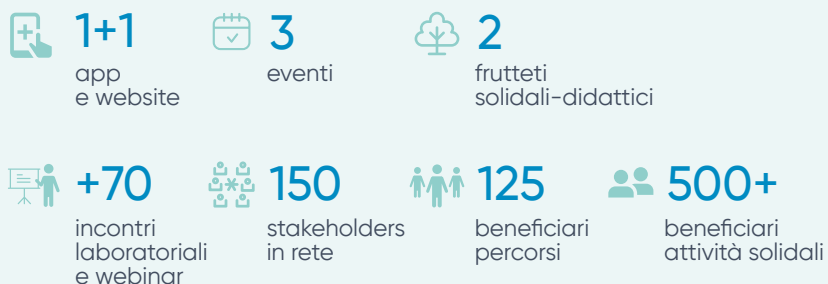 1+1
app
e website
3
eventi
2
frutteti
solidali-didattici
+70
incontri
laboratoriali
e webinar
150
stakeholders
in rete
125
beneficiari
percorsi
500+
beneficiari
attività solidali